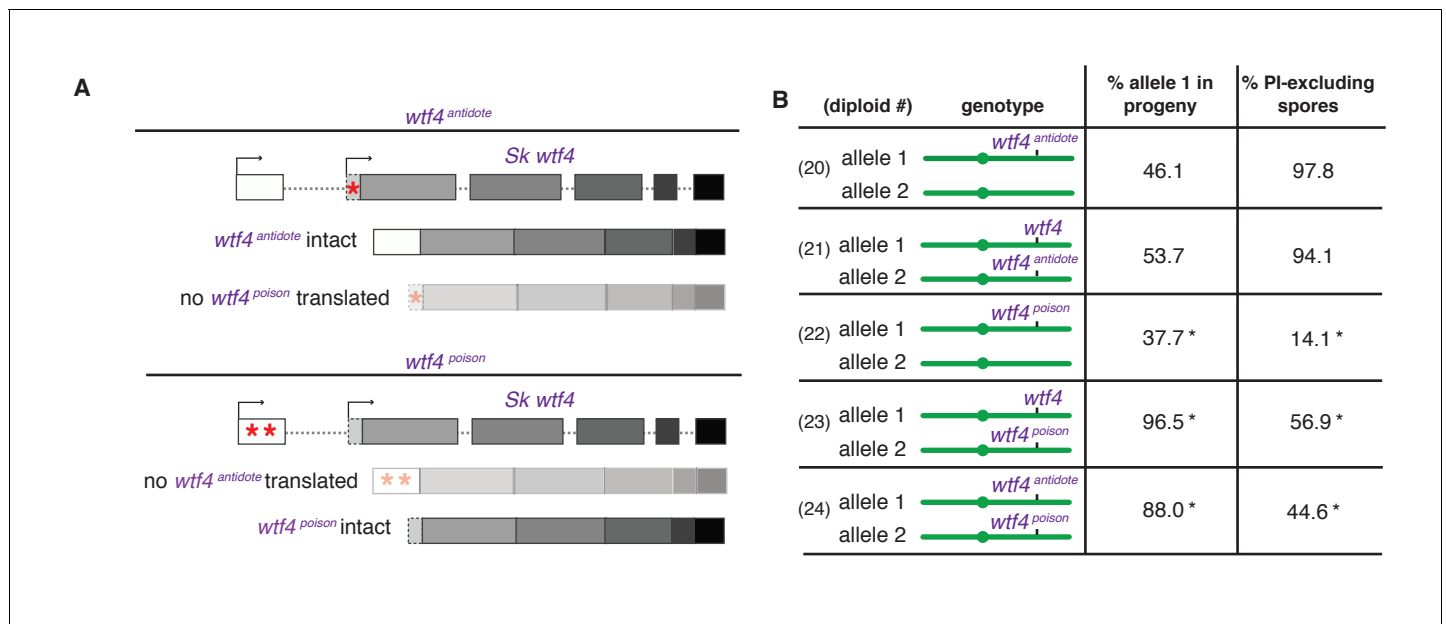 A
wtf4 antidote
Sk wtf4
*
wtf4 antidote intact
no wtf4 poison translated
*
wtf4 poison
Sk wtf4
* *
no wtf4 antidote translated
* *
wtf4 poison intact
B
(diploid #) genotype % allele 1 in progeny % PI-excluding spores
(20) allele 1 wtf4 antidote
allele 2
46.1 97.8
(21) allele 1 wtf4
allele 2 wtf4 antidote
53.7 94.1
(22) allele 1 wtf4 poison
allele 2
37.7 * 14.1 *
(23) allele 1 wtf4
allele 2 wtf4 poison
96.5 * 56.9 *
(24) allele 1 wtf4 antidote
allele 2 wtf4 poison
88.0 * 44.6 *